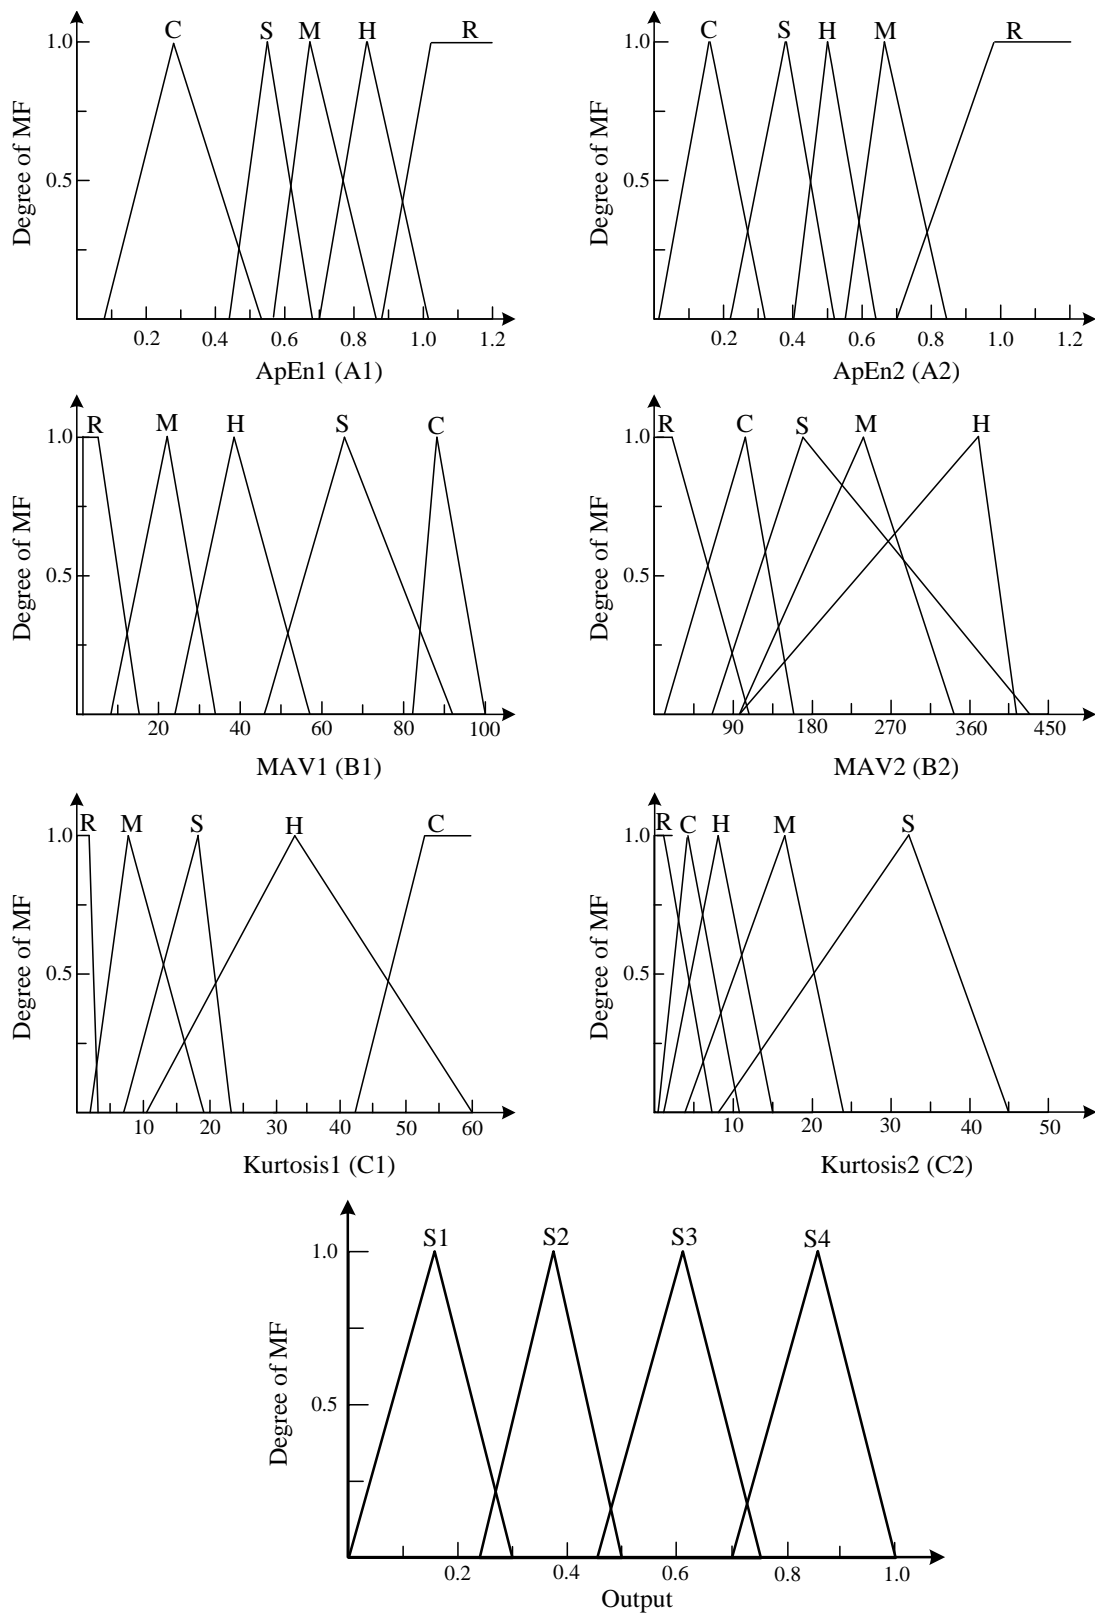 C S M H R
1.0
0.5
Degree of MF
0.2 0.4 0.6 0.8 1.0 1.2
ApEn1 (A1)
C S H M R
1.0
0.5
Degree of MF
0.2 0.4 0.6 0.8 1.0 1.2
ApEn2 (A2)
R M H S C
1.0
0.5
Degree of MF
20 40 60 80 100
MAV1 (B1)
R C S M H
1.0
0.5
Degree of MF
90 180 270 360 450
MAV2 (B2)
R M S H C
1.0
0.5
Degree of MF
10 20 30 40 50 60
Kurtosis1 (C1)
R C H M S
1.0
0.5
Degree of MF
10 20 30 40 50
Kurtosis2 (C2)
S1 S2 S3 S4
1.0
0.5
Degree of MF
0.2 0.4 0.6 0.8 1.0
Output